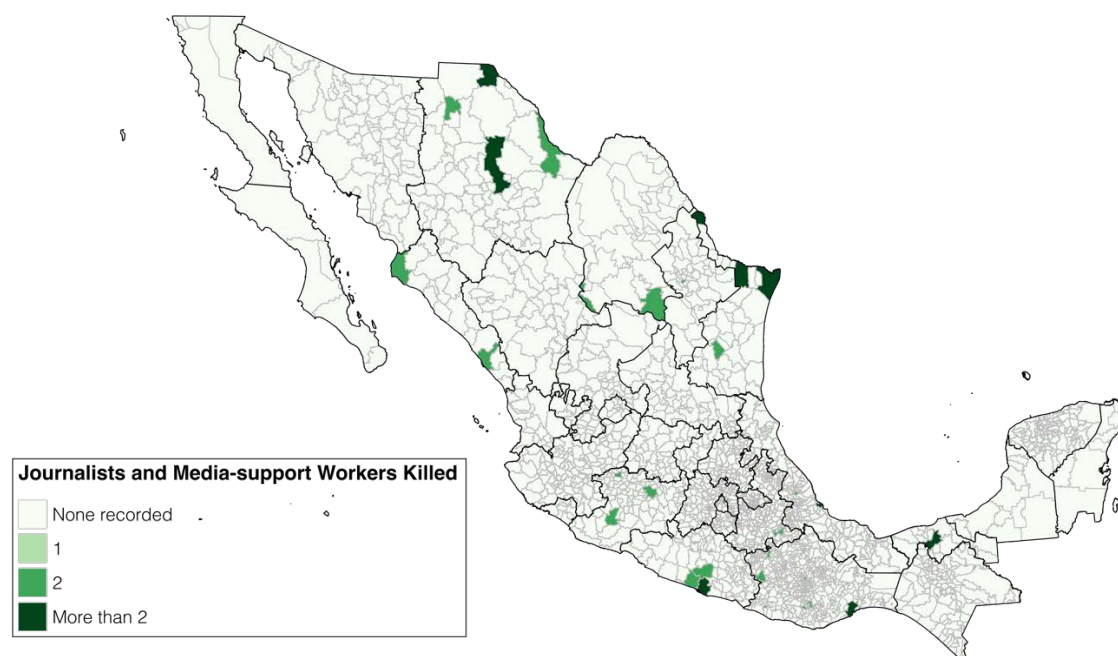 Journalists and Media-support Workers Killed
None recorded
1
2
More than 2